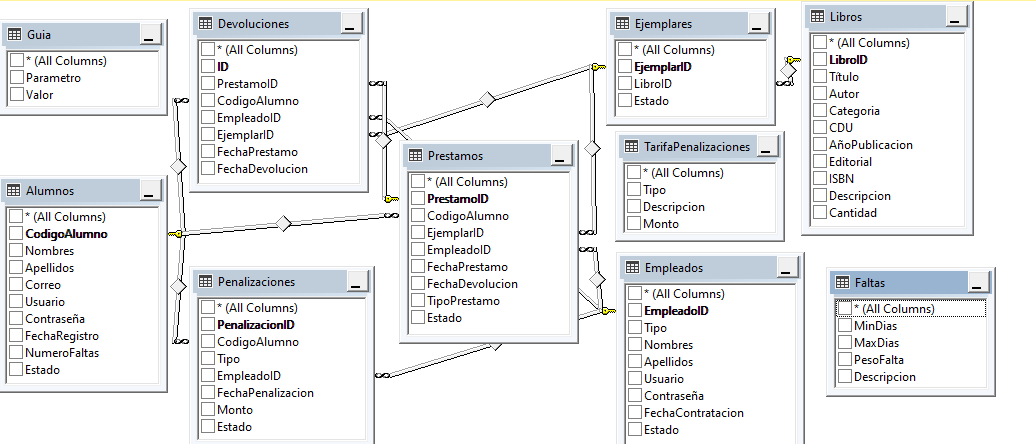 Guia
* (All Columns)
Parametro
Valor
Devoluciones
* (All Columns)
ID
PrestamoID
CodigoAlumno
EmpleadoID
EjemplarID
FechaPrestamo
FechaDevolucion
Ejemplares
* (All Columns)
EjemplarID
LibroID
Estado
Libros
* (All Columns)
LibroID
Título
Autor
Categoria
CDU
AñoPublicacion
Editorial
ISBN
Descripcion
Cantidad
Alumnos
* (All Columns)
CodigoAlumno
Nombres
Apellidos
Correo
Usuario
Contraseña
FechaRegistro
NumeroFaltas
Estado
Prestamos
* (All Columns)
PrestamoID
CodigoAlumno
EjemplarID
EmpleadoID
FechaPrestamo
FechaDevolucion
TipoPrestamo
Estado
TarifaPenalizaciones
* (All Columns)
Tipo
Descripcion
Monto
Penalizaciones
* (All Columns)
PenalizacionID
CodigoAlumno
Tipo
EmpleadoID
FechaPenalizacion
Monto
Estado
Empleados
* (All Columns)
EmpleadoID
Tipo
Nombres
Apellidos
Usuario
Contraseña
FechaContratacion
Estado
Faltas
* (All Columns)
MinDias
MaxDias
PesoFalta
Descripcion